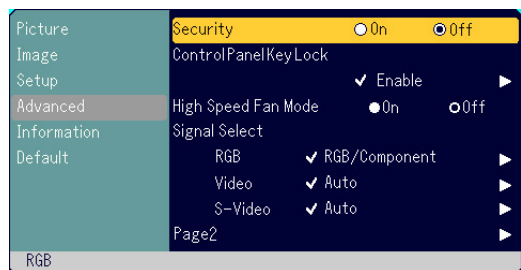 Picture
Image
Setup
Advanced
Information
Default
Security On Off
ControlPanelKeyLock
Enable
High Speed Fan Mode On Off
Signal Select
RGB RGB/Component
Video Auto
S-Video Auto
Page2
RGB